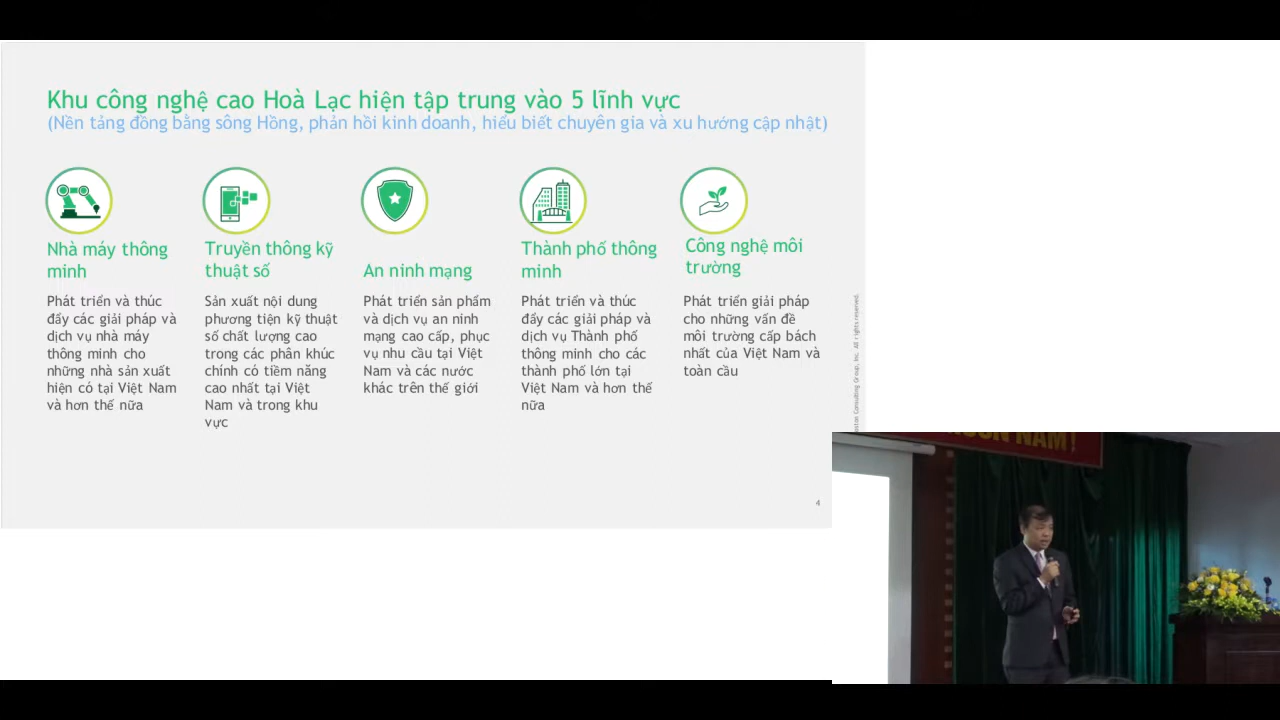 Khu công nghệ cao Hoà Lạc hiện tập trung vào 5 lĩnh vực
(Nền tảng đồng bằng sông Hồng, phản hồi kinh doanh, hiểu biết chuyên gia và xu hướng cập nhật)
Nhà máy thông
minh
Phát triển và thúc
đẩy các giải pháp và
dịch vụ nhà máy
thông minh cho
những nhà sản xuất
hiện có tại Việt Nam
và hơn thế nữa
Truyền thông kỹ
thuật số
Sản xuất nội dung
phương tiện kỹ thuật
số chất lượng cao
trong các phân khúc
chính có tiềm năng
cao nhất tại Việt
Nam và trong khu
vực
An ninh mạng
Phát triển sản phẩm
và dịch vụ an ninh
mạng cao cấp, phục
vụ nhu cầu tại Việt
Nam và các nước
khác trên thế giới
Thành phố thông
minh
Phát triển và thúc
đẩy các giải pháp và
dịch vụ Thành phố
thông minh cho các
thành phố lớn tại
Việt Nam và hơn thế
nữa
Công nghệ môi
trường
Phát triển giải pháp
cho những vấn đề
môi trường cấp bách
nhất của Việt Nam và
toàn cầu
Consulting Group, Inc. All rights reserved.
4
NAM!